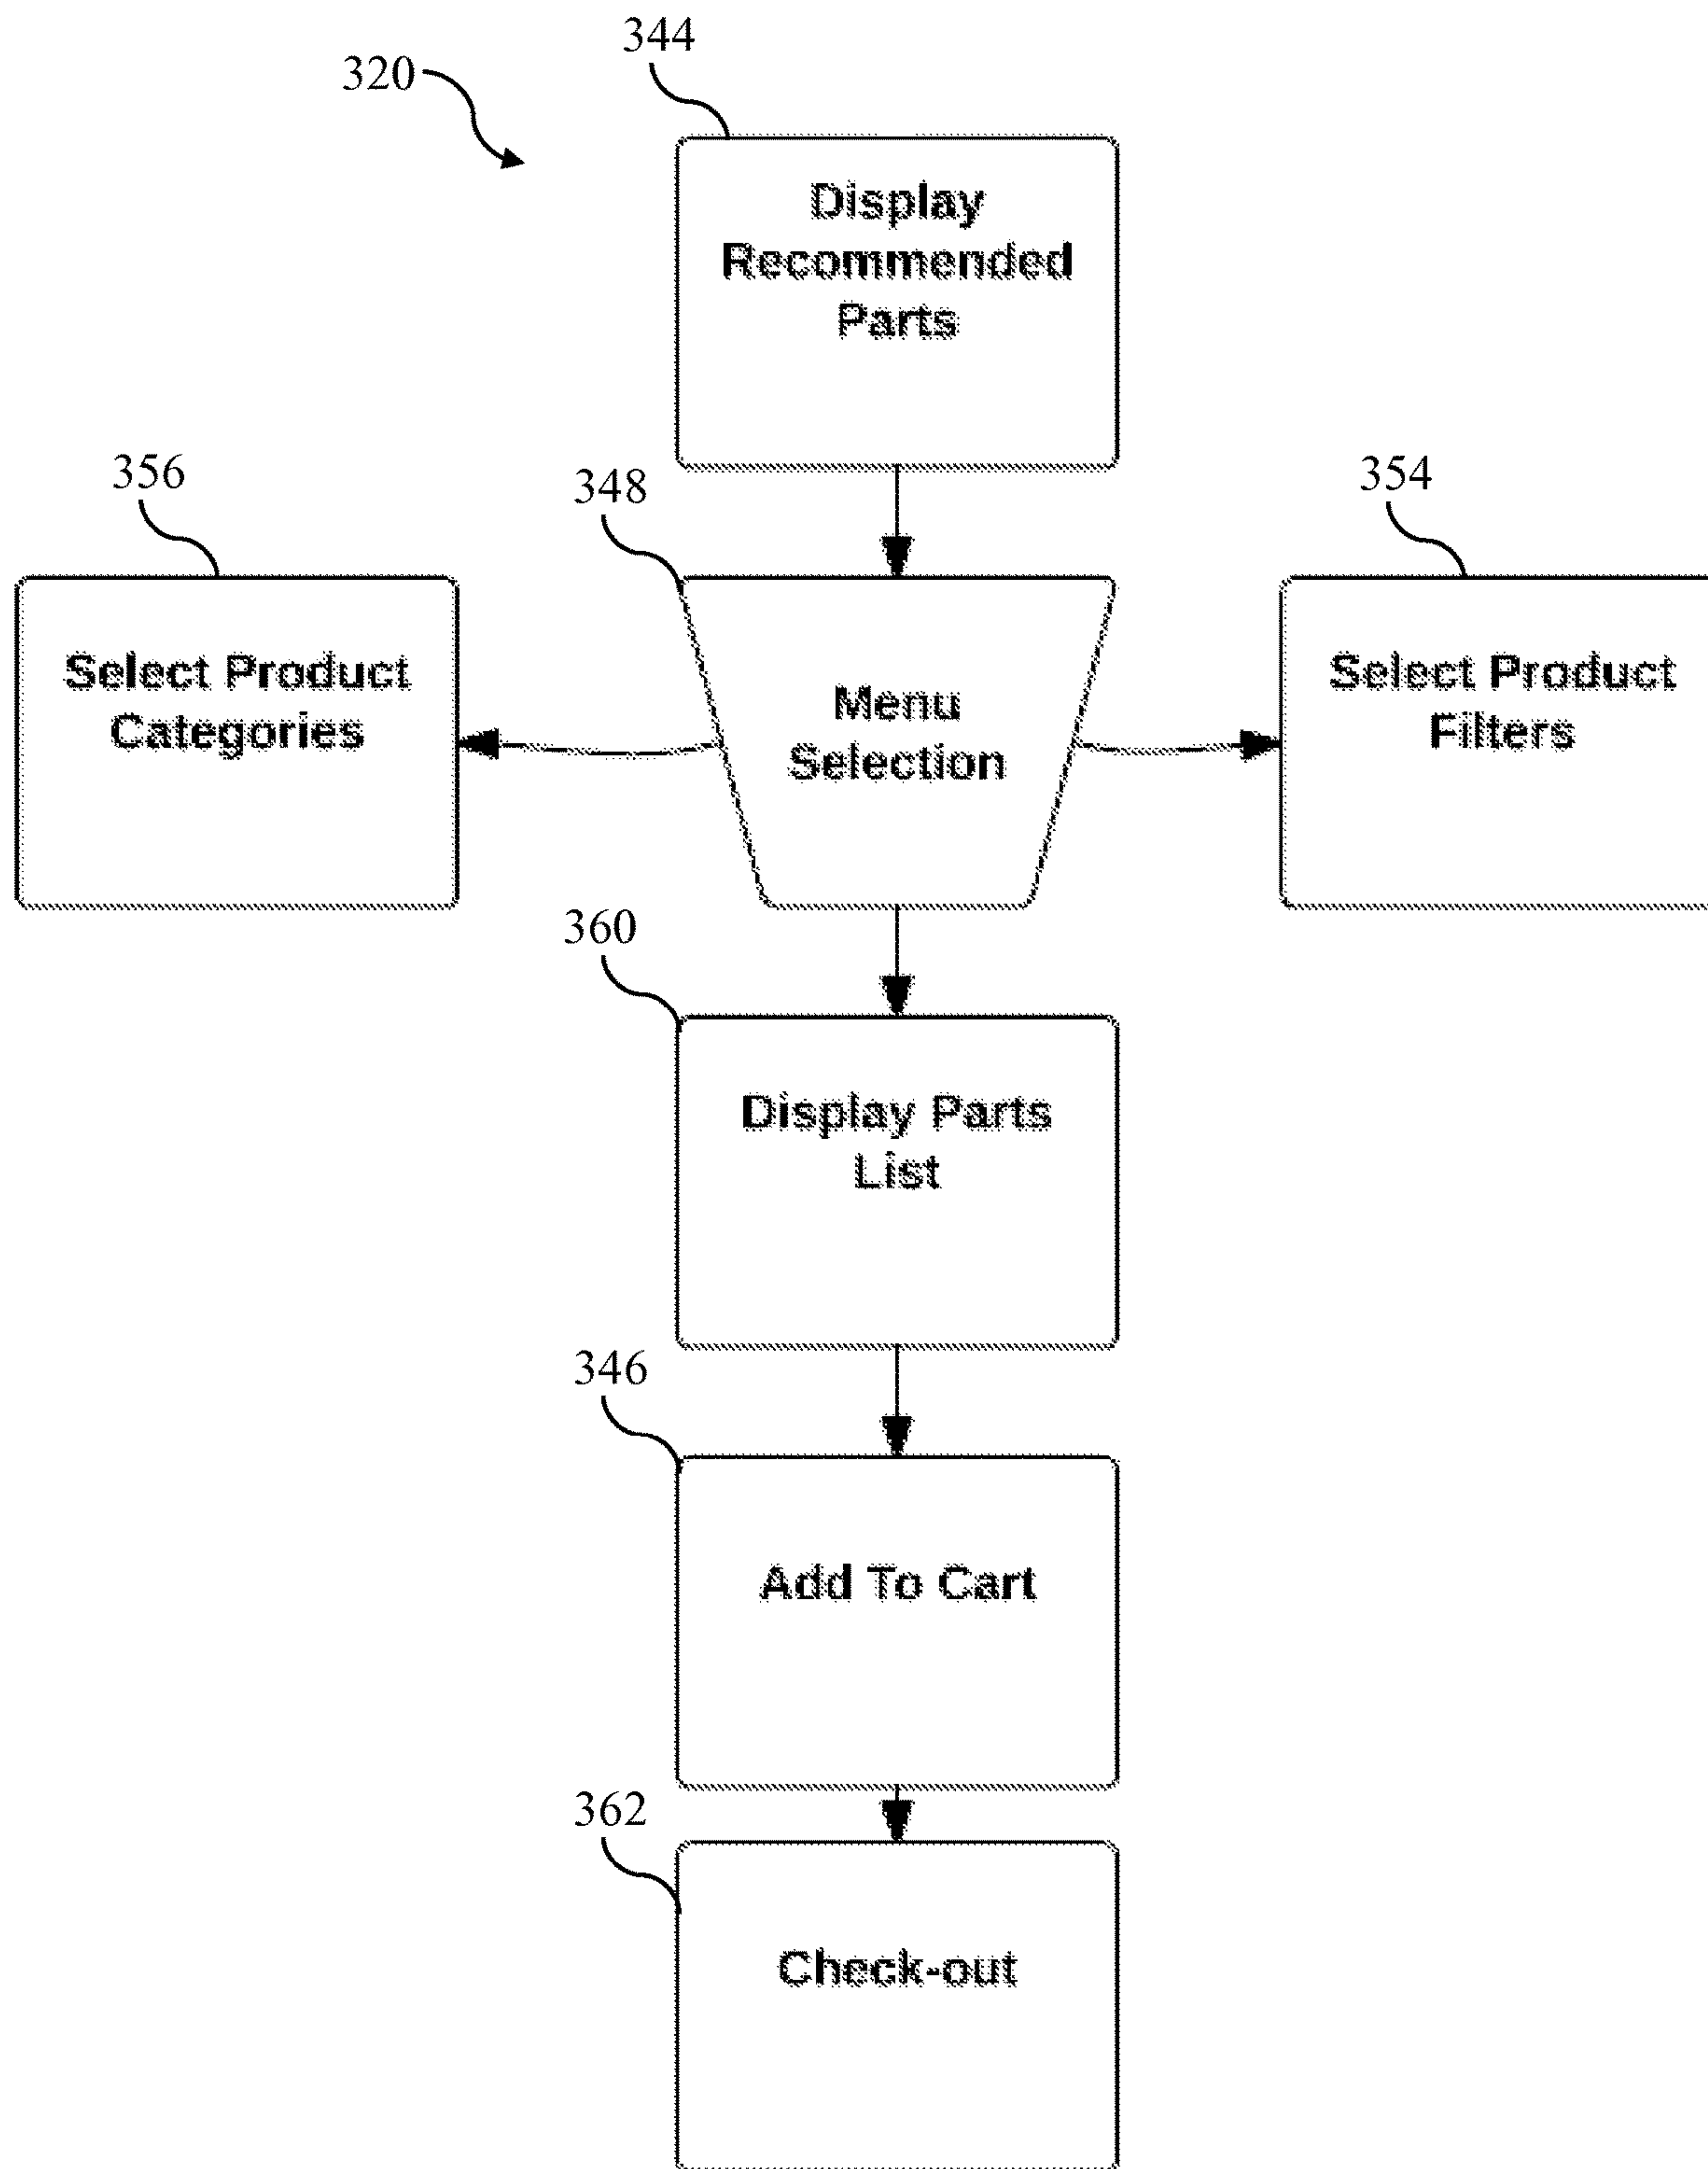 344
320
Display
Recommended
Parts
356
348
354
Select Product
Categories
Menu
Selection
Select Product
Filters
360
Display Parts
List
346
Add To Cart
362
Check-out